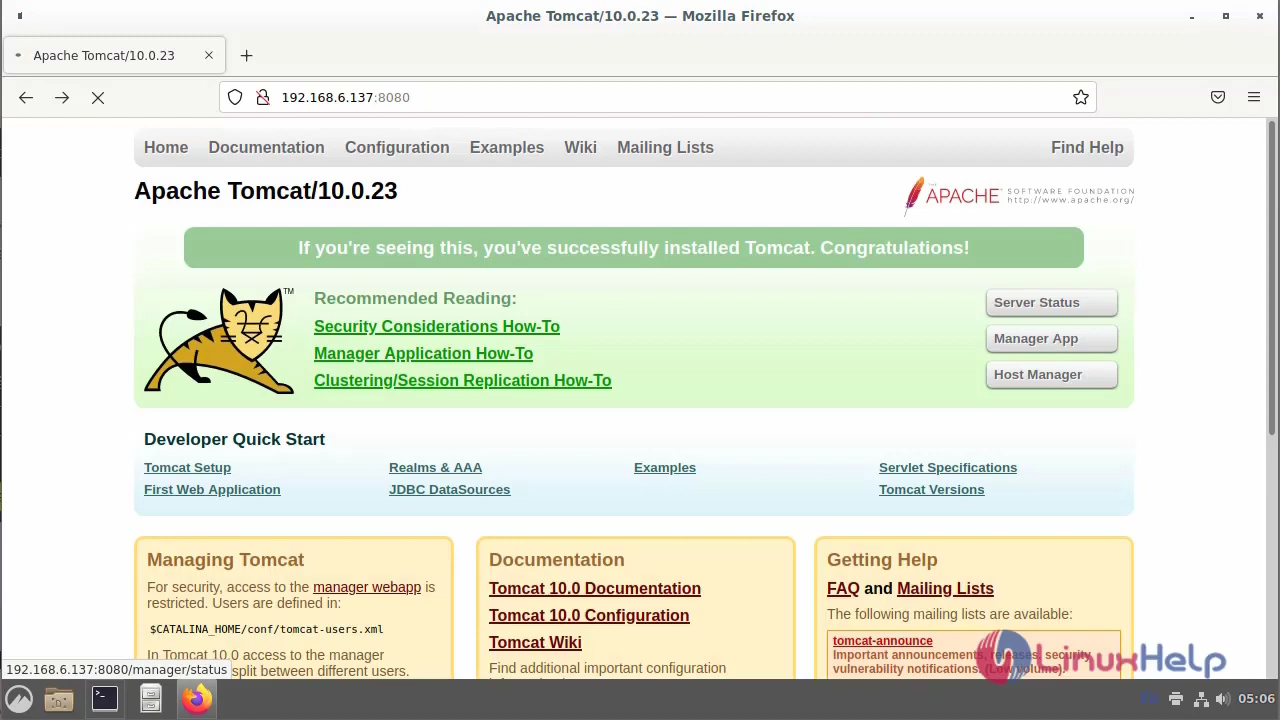 Apache Tomcat/10.0.23 — Mozilla Firefox
Apache Tomcat/10.0.23
192.168.6.137:8080
Home Documentation Configuration Examples Wiki Mailing Lists Find Help
Apache Tomcat/10.0.23
THE APACHE SOFTWARE FOUNDATION
http://www.apache.org/
If you're seeing this, you've successfully installed Tomcat. Congratulations!
TM
Recommended Reading:
Security Considerations How-To
Manager Application How-To
Clustering/Session Replication How-To
Server Status
Manager App
Host Manager
Developer Quick Start
Tomcat Setup
First Web Application
Realms & AAA
JDBC DataSources
Examples
Servlet Specifications
Tomcat Versions
Managing Tomcat
For security, access to the manager webapp is
restricted. Users are defined in:
$CATALINA_HOME/conf/tomcat-users.xml
In Tomcat 10.0 access to the manager
split between different users.
Documentation
Tomcat 10.0 Documentation
Tomcat 10.0 Configuration
Tomcat Wiki
Find additional important configuration
Getting Help
FAQ and Mailing Lists
The following mailing lists are available:
tomcat-announce
Important announcements, releases, security
vulnerability notifications. (Low volume).
LinuxHelp
192.168.6.137:8080/manager/status
EN
05:06